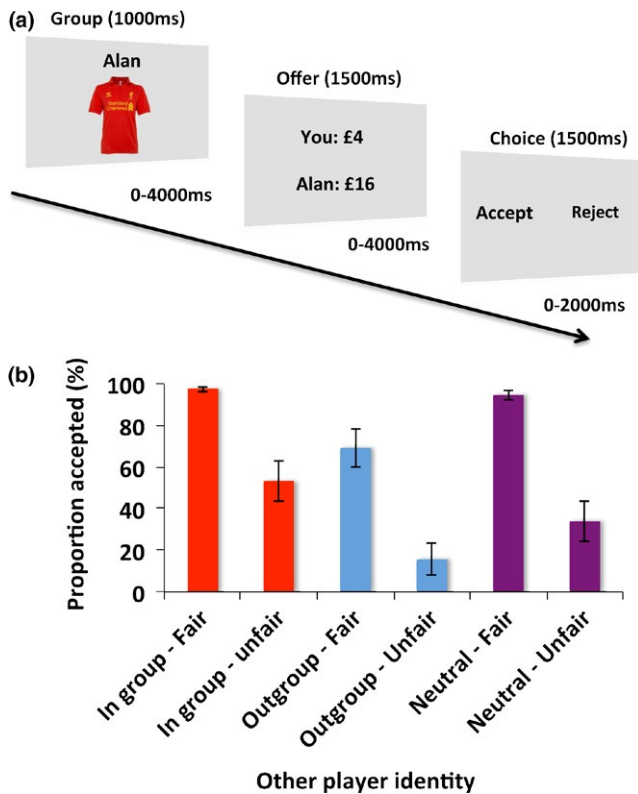 (a)
Group (1000ms)
Alan
Standard
Chartered
0-4000ms
Offer (1500ms)
You: £4
Alan: £16
0-4000ms
Choice (1500ms)
Accept Reject
0-2000ms
(b)
Proportion accepted (%)
100
80
60
40
20
0
In group - Fair
In group - unfair
Outgroup - Fair
Outgroup - Unfair
Neutral - Fair
Neutral - Unfair
Other player identity